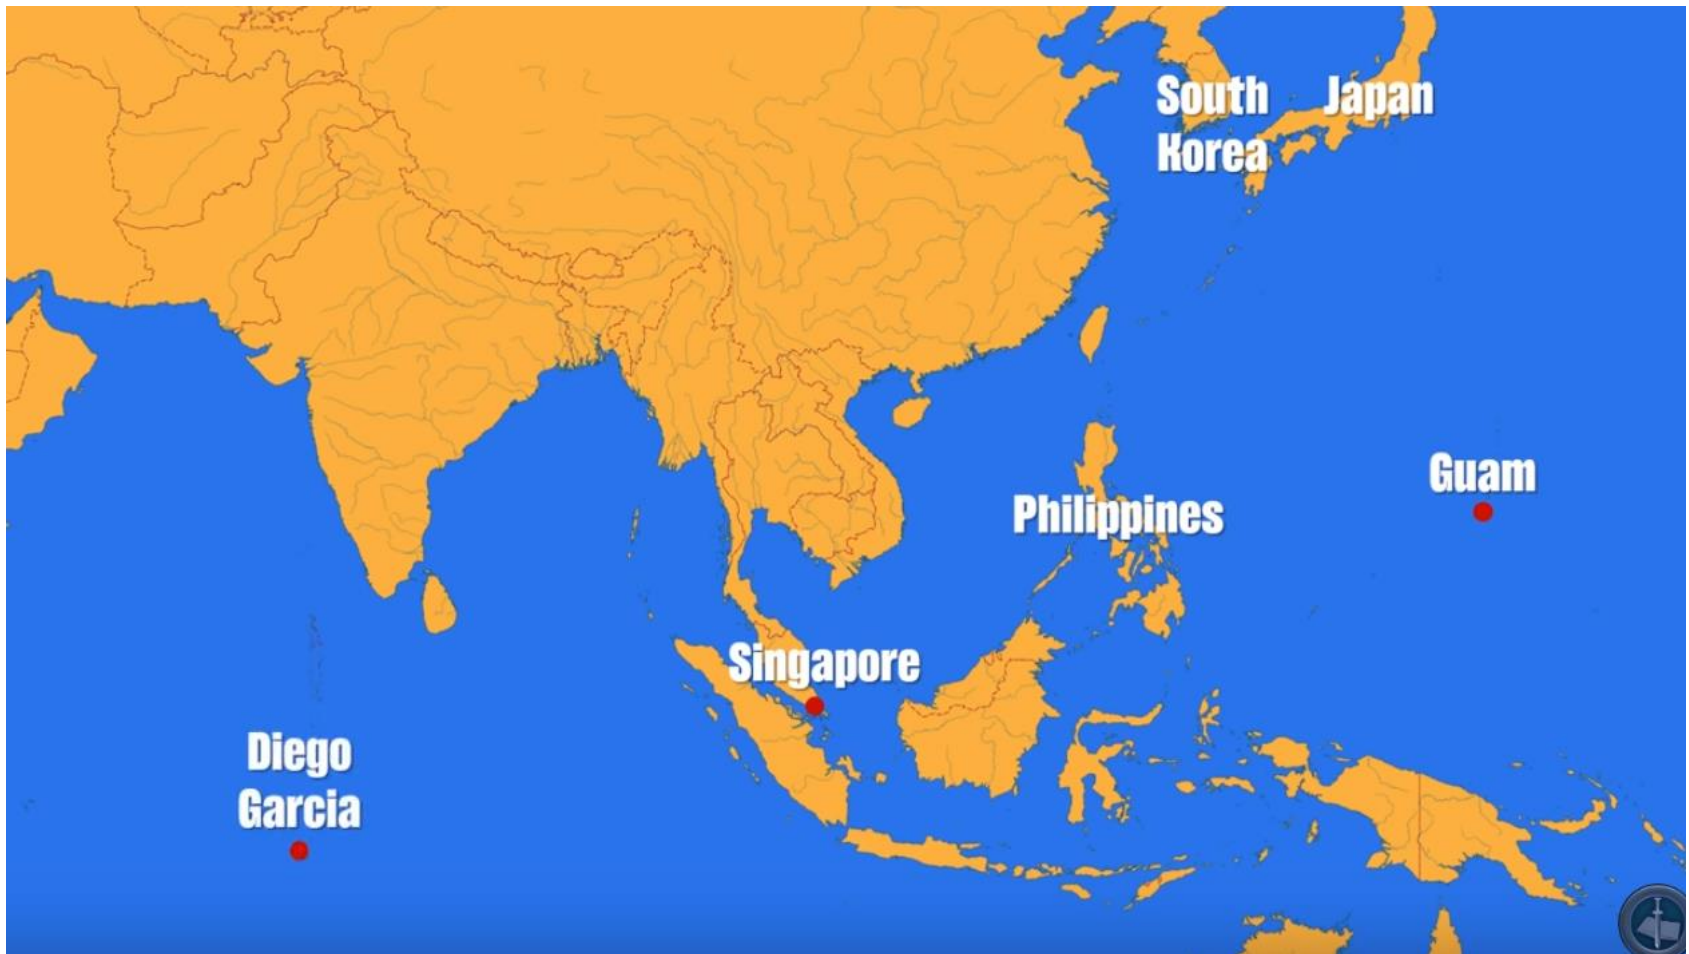 South
Korea
Japan
Guam
Philippines
Singapore
Diego
Garcia